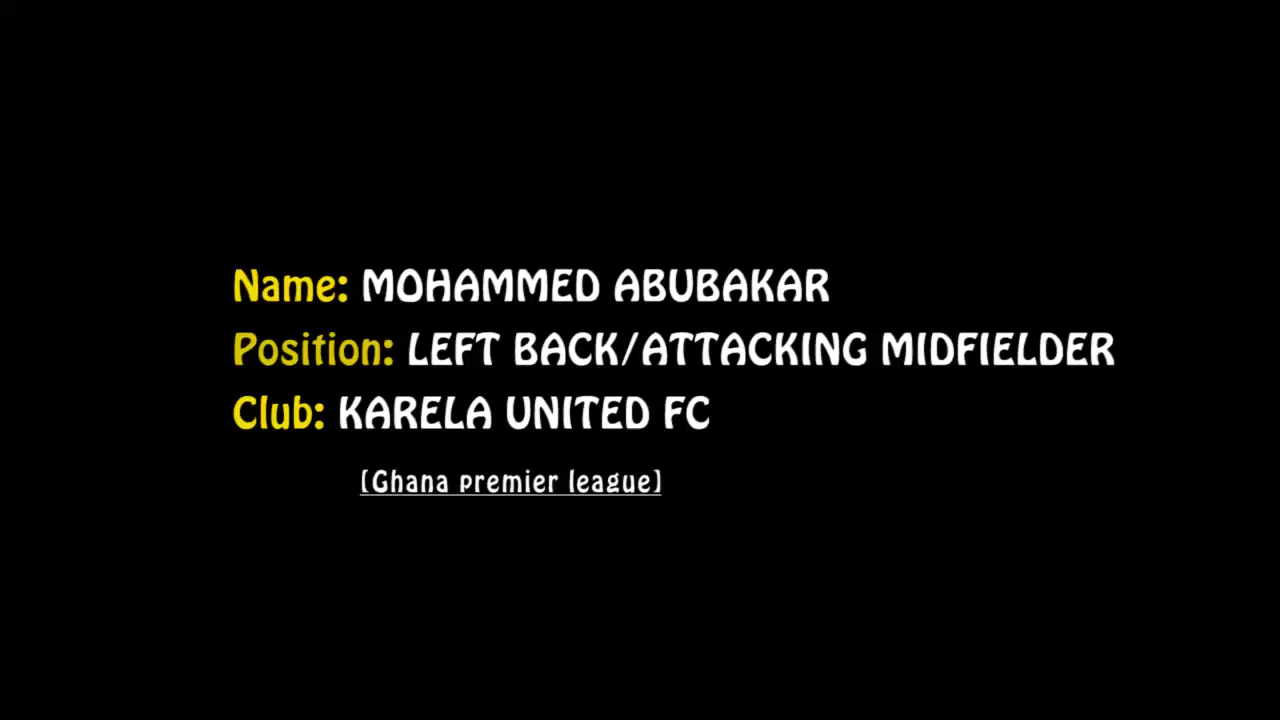 Name: MOHAMMED ABUBAKAR
Position: LEFT BACK/ATTACKING MIDFIELDER
Club: KARELA UNITED FC
(Ghana premier league)